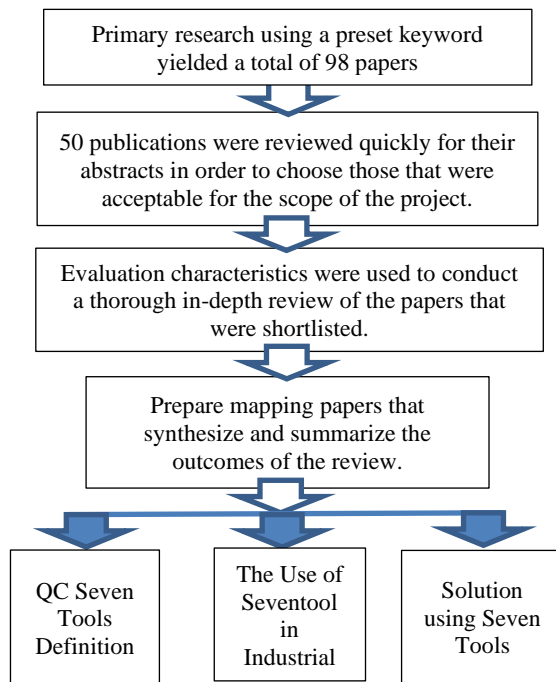 Primary research using a preset keyword
yielded a total of 98 papers
50 publications were reviewed quickly for their
abstracts in order to choose those that were
acceptable for the scope of the project.
Evaluation characteristics were used to conduct
a thorough in-depth review of the papers that
were shortlisted.
Prepare mapping papers that
synthesize and summarize the
outcomes of the review.
QC Seven
Tools
Definition
The Use of
Seventool
in
Industrial
Solution
using Seven
Tools